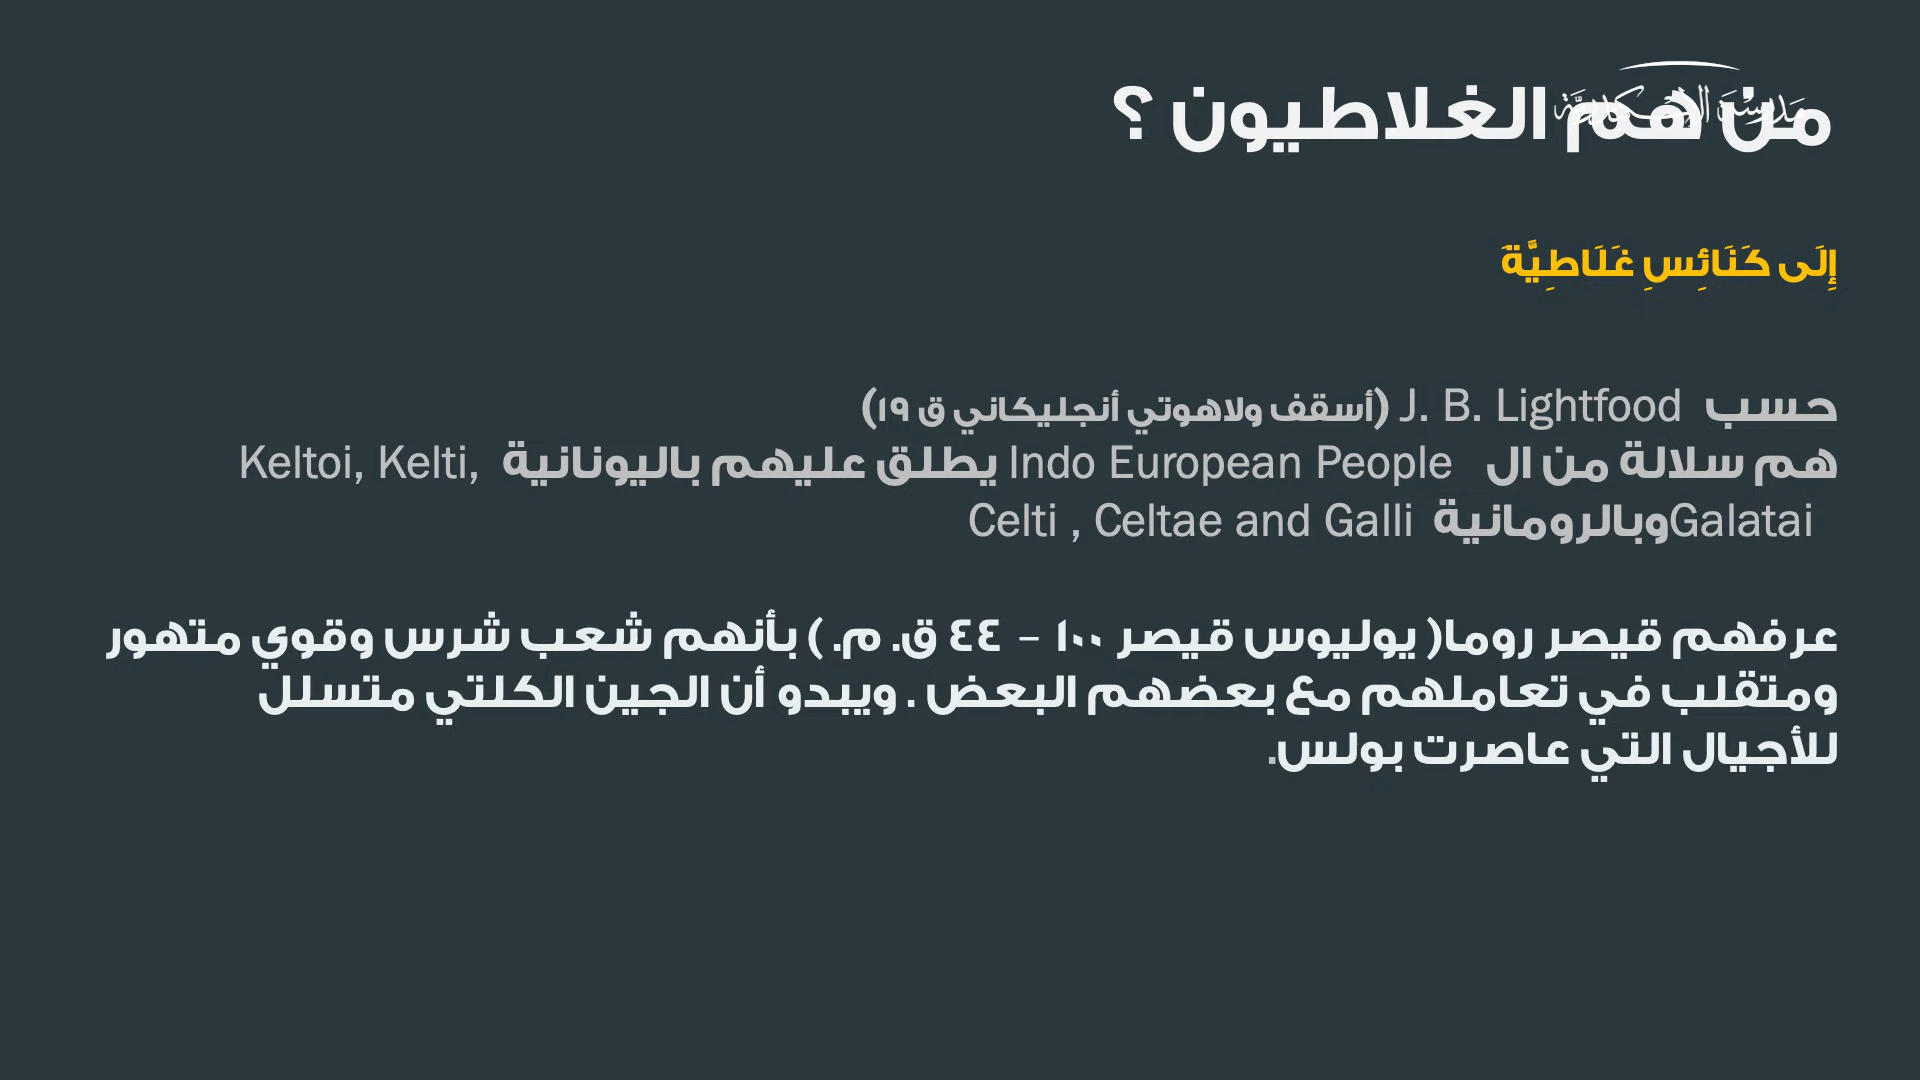 من هم الغلاطيون ؟
إِلَى كَنَائِسِ غَلَاطِيَّةَ
حسب J. B. Lightfood (أسقف ولاهوتي أنجليكاني ق ١٩)
هم سلالة من ال Indo European People يطلق عليهم باليونانية Keltoi, Kelti,
Galatai وبالرومانية Celti , Celtae and Galli
عرفهم قيصر روما( يوليوس قيصر ١٠٠ – ٤٤ ق. م. ) بأنهم شعب شرس وقوي متهور
ومتقلب في تعاملهم مع بعضهم البعض . ويبدو أن الجين الكلتي متسلل
للأجيال التي عاصرت بولس.